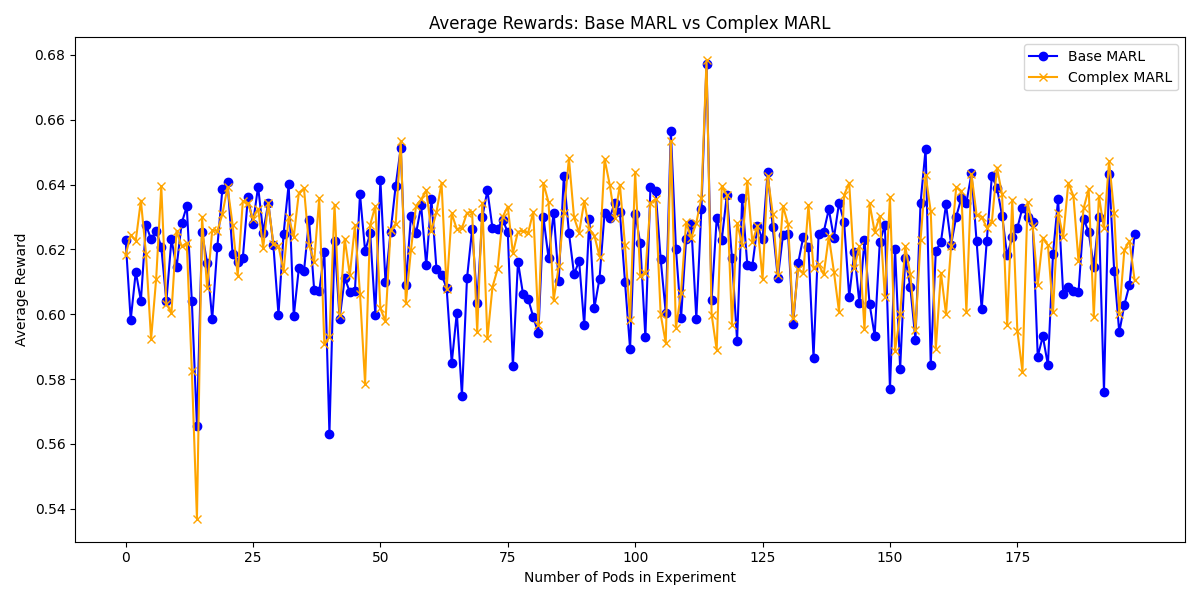 Average Rewards: Base MARL vs Complex MARL
Base MARL
Complex MARL
Average Reward
0.68
0.66
0.64
0.62
0.60
0.58
0.56
0.54
0 25 50 75 100 125 150 175
Number of Pods in Experiment